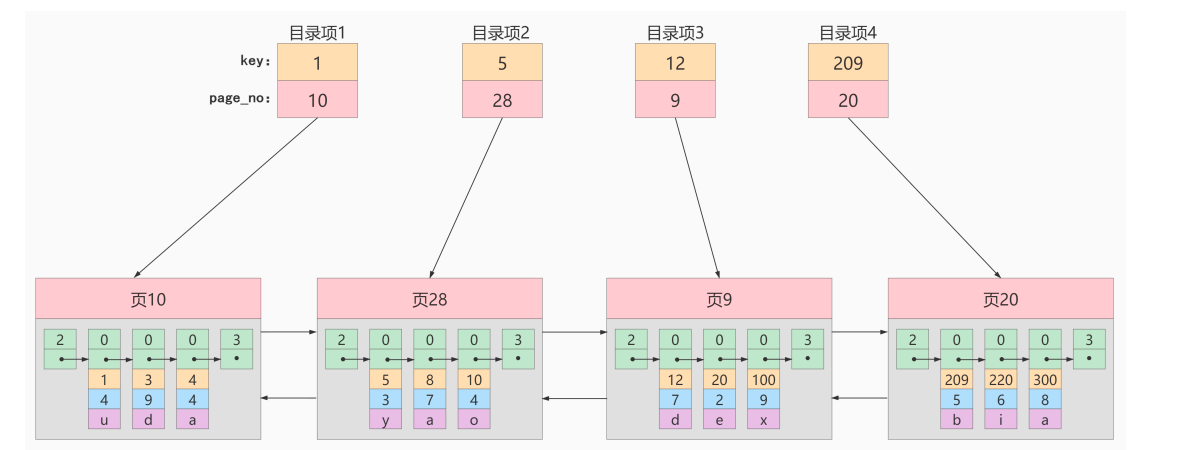 目录项1 目录项2 目录项3 目录项4
key： 1 5 12 209
page_no： 10 28 9 20
页10 页28 页9 页20
2 0 0 0 3 2 0 0 0 3 2 0 0 0 3 2 0 0 0 3
1 3 4 5 8 10 12 20 100 209 220 300
4 9 4 3 7 4 7 2 9 5 6 8
u d a y a o d e x b i a